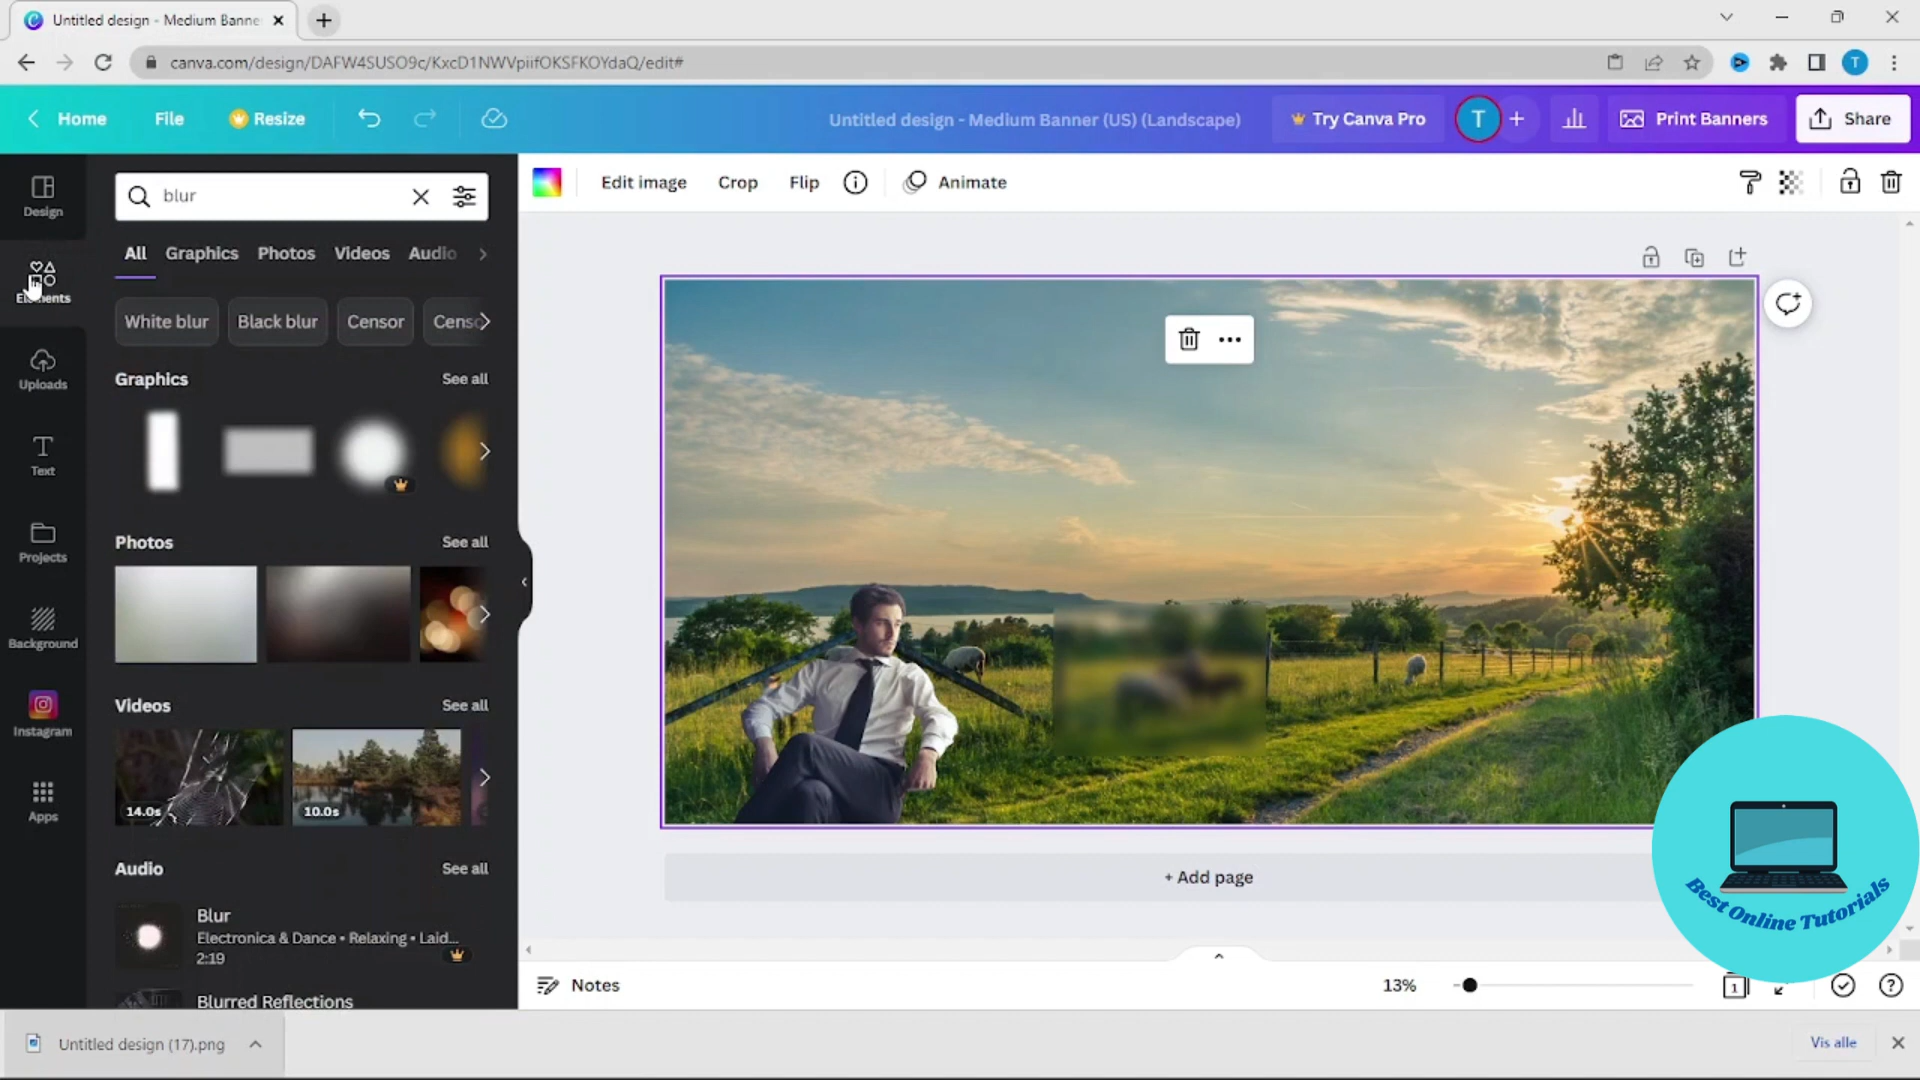 Untitled design - Medium Banne
canva.com/design/DAFW4SUSO9c/KxcD1NWVpiifOKSFKOYdaQ/edit#
T
Home
File
Resize
Untitled design - Medium Banner (US) (Landscape)
Try Canva Pro
T
Print Banners
Share
Design
Elements
Uploads
Text
Projects
Background
Instagram
Apps
blur
All
Graphics
Photos
Videos
Audio
White blur
Black blur
Censor
Censo
Graphics
See all
Photos
See all
Videos
See all
14.0s
10.0s
Audio
See all
Blur
Electronica & Dance • Relaxing • Laid...
2:19
Blurred Reflections
Edit image
Crop
Flip
Animate
+ Add page
Notes
13%
1
Best Online Tutorials
Untitled design (17).png
Vis alle